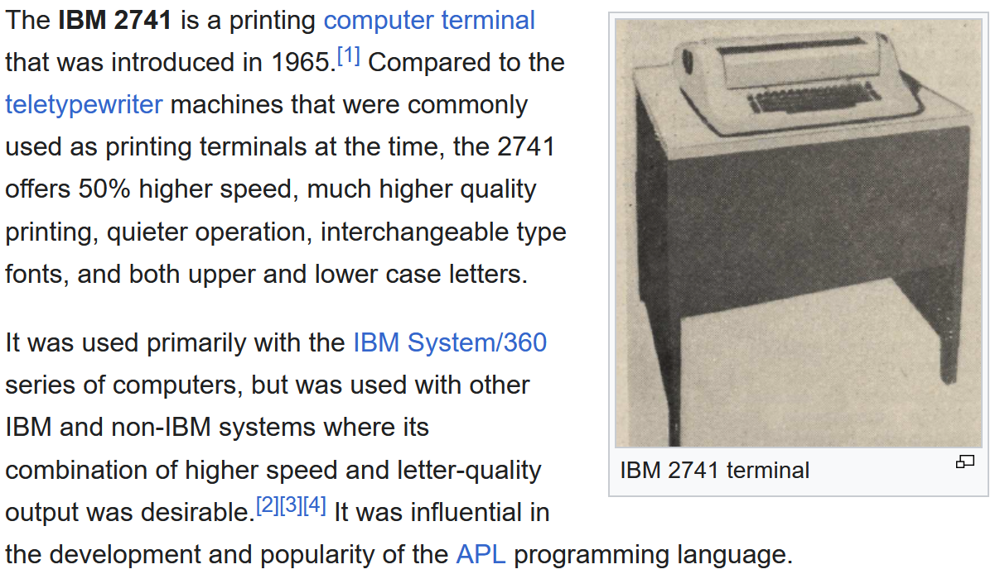 The IBM 2741 is a printing computer terminal
that was introduced in 1965.[1] Compared to the
teletypewriter machines that were commonly
used as printing terminals at the time, the 2741
offers 50% higher speed, much higher quality
printing, quieter operation, interchangeable type
fonts, and both upper and lower case letters.
It was used primarily with the IBM System/360
series of computers, but was used with other
IBM and non-IBM systems where its
combination of higher speed and letter-quality
output was desirable.[2][3][4] It was influential in
the development and popularity of the APL programming language.
IBM 2741 terminal